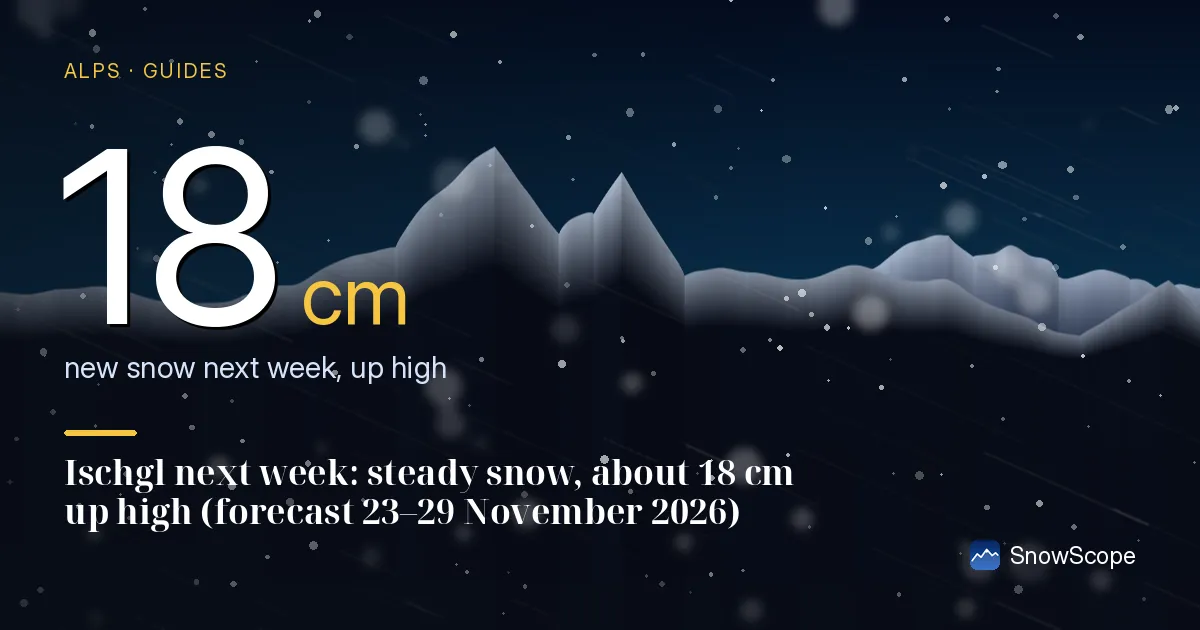 ALPS · GUIDES
18 cm
new snow next week, up high
Ischgl next week: steady snow, about 18 cm
up high (forecast 23–29 November 2026)
SnowScope